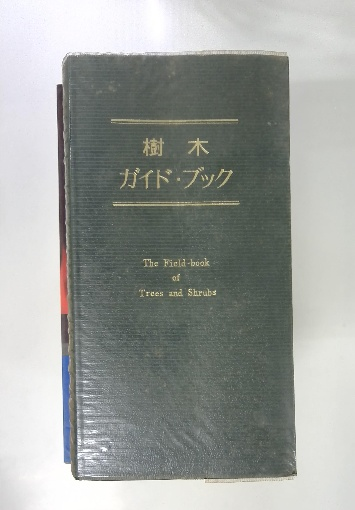 樹木
ガイド・ブック
The Field-book
of
Trees and Shrubs